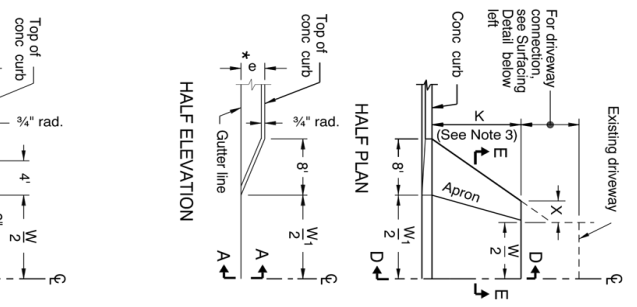 For driveway
connection,
see Surfacing
Detail below
left
Existing driveway
Conc curb
K
(See Note 3)
E
X
Apron
8'
W₁
2
W
2
D
D
E
℄
HALF PLAN
Top of
conc curb
* e
¾" rad.
Gutter line
8'
W₁
2
A
A
℄
HALF ELEVATION
Top of
conc curb
¾" rad.
4'
W
2
℄